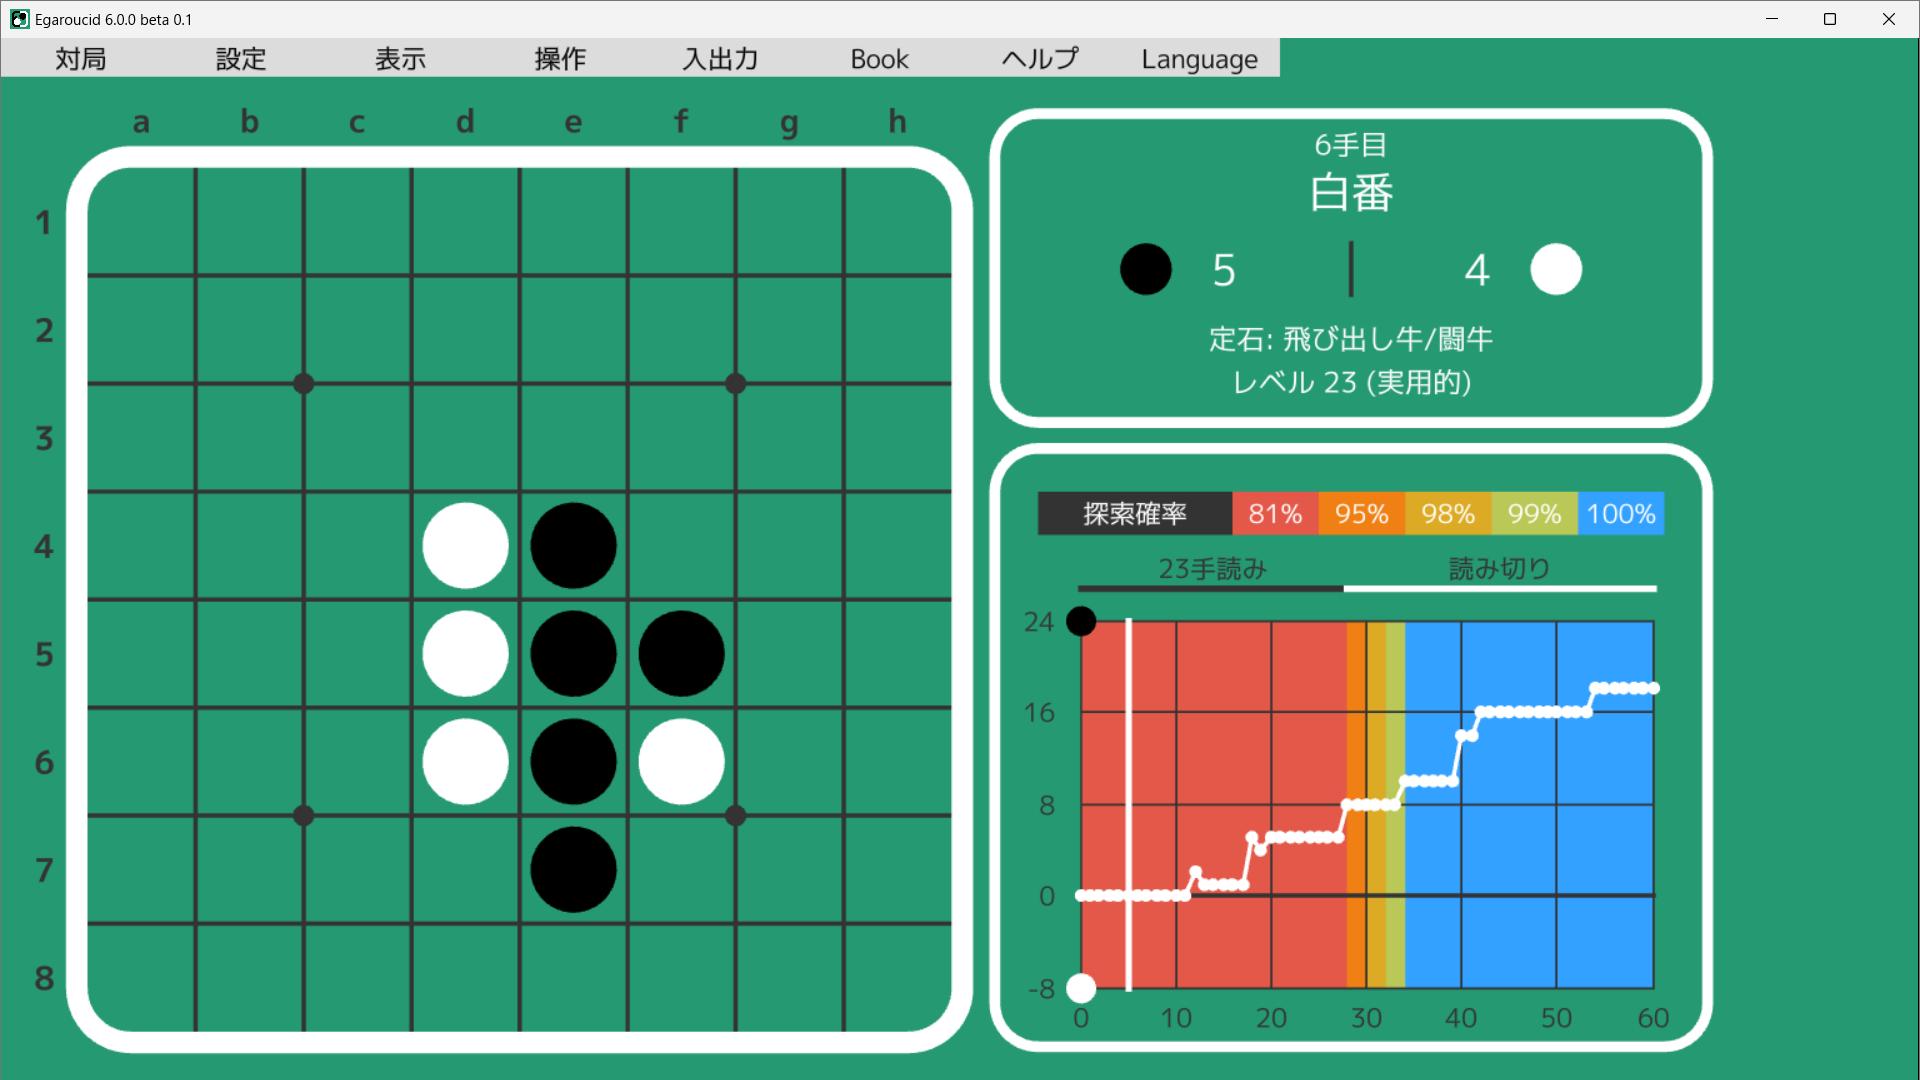 Egaroucid 6.0.0 beta 0.1
対局 設定 表示 操作 入出力 Book ヘルプ Language
a b c d e f g h
1
2
3
4
5
6
7
8
6手目
白番
5 4
定石: 飛び出し牛/闘牛
レベル 23 (実用的)
探索確率 81% 95% 98% 99% 100%
23手読み 読み切り
24
16
8
0
-8
0 10 20 30 40 50 60